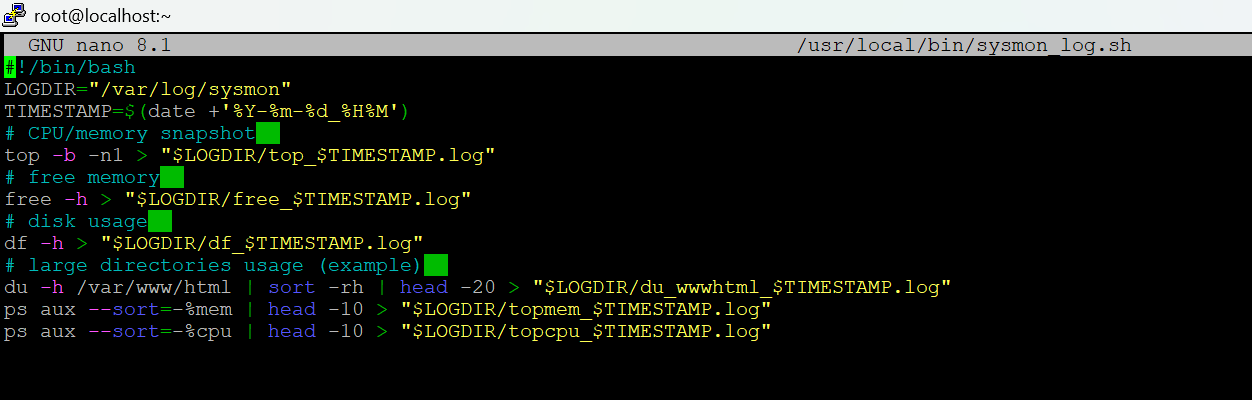 root@localhost:~
GNU nano 8.1 /usr/local/bin/sysmon_log.sh
#!/bin/bash
LOGDIR="/var/log/sysmon"
TIMESTAMP=$(date +'%Y-%m-%d_%H%M')
# CPU/memory snapshot
top -b -n1 > "$LOGDIR/top_$TIMESTAMP.log"
# free memory
free -h > "$LOGDIR/free_$TIMESTAMP.log"
# disk usage
df -h > "$LOGDIR/df_$TIMESTAMP.log"
# large directories usage (example)
du -h /var/www/html | sort -rh | head -20 > "$LOGDIR/du_wwwhtml_$TIMESTAMP.log"
ps aux --sort=-%mem | head -10 > "$LOGDIR/topmem_$TIMESTAMP.log"
ps aux --sort=-%cpu | head -10 > "$LOGDIR/topcpu_$TIMESTAMP.log"